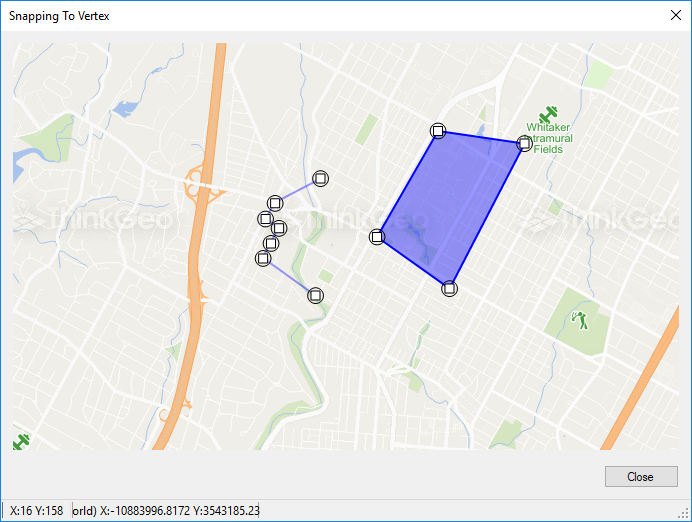 Snapping To Vertex
Whitaker
Intramural
Fields
thinkGeo
thinkGeo
thinkGeo
Close
X:16 Y:158
orld) X:-10883996.8172 Y:3543185.23